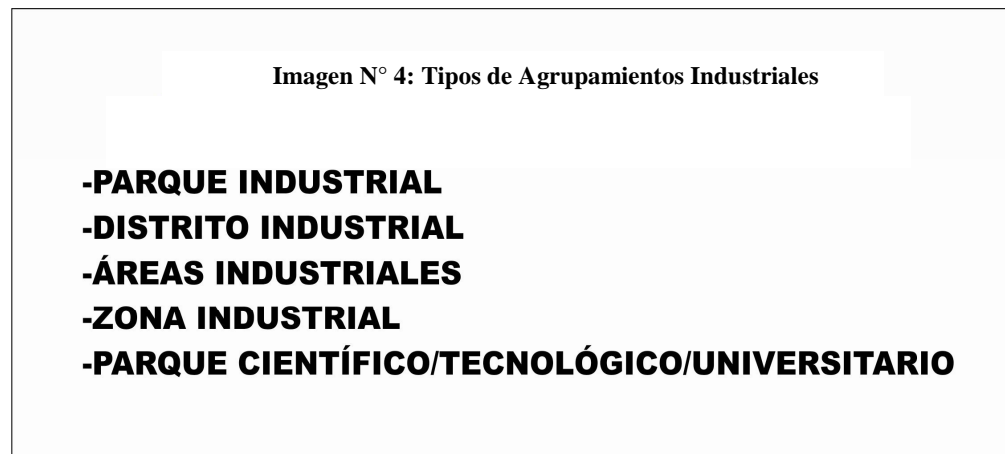 Imagen N° 4: Tipos de Agrupamientos Industriales
-PARQUE INDUSTRIAL
-DISTRITO INDUSTRIAL
-ÁREAS INDUSTRIALES
-ZONA INDUSTRIAL
-PARQUE CIENTÍFICO/TECNOLÓGICO/UNIVERSITARIO